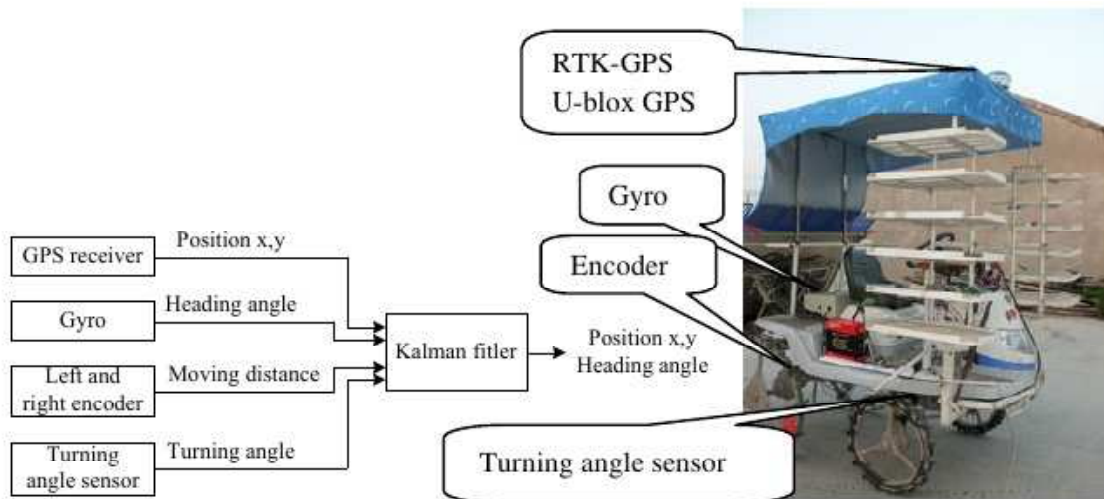 RTK-GPS
U-blox GPS
Gyro
Encoder
Turning angle sensor
GPS receiver
Position x,y
Gyro
Heading angle
Left and
right encoder
Moving distance
Turning
angle sensor
Turning angle
Kalman fitler
Position x,y
Heading angle